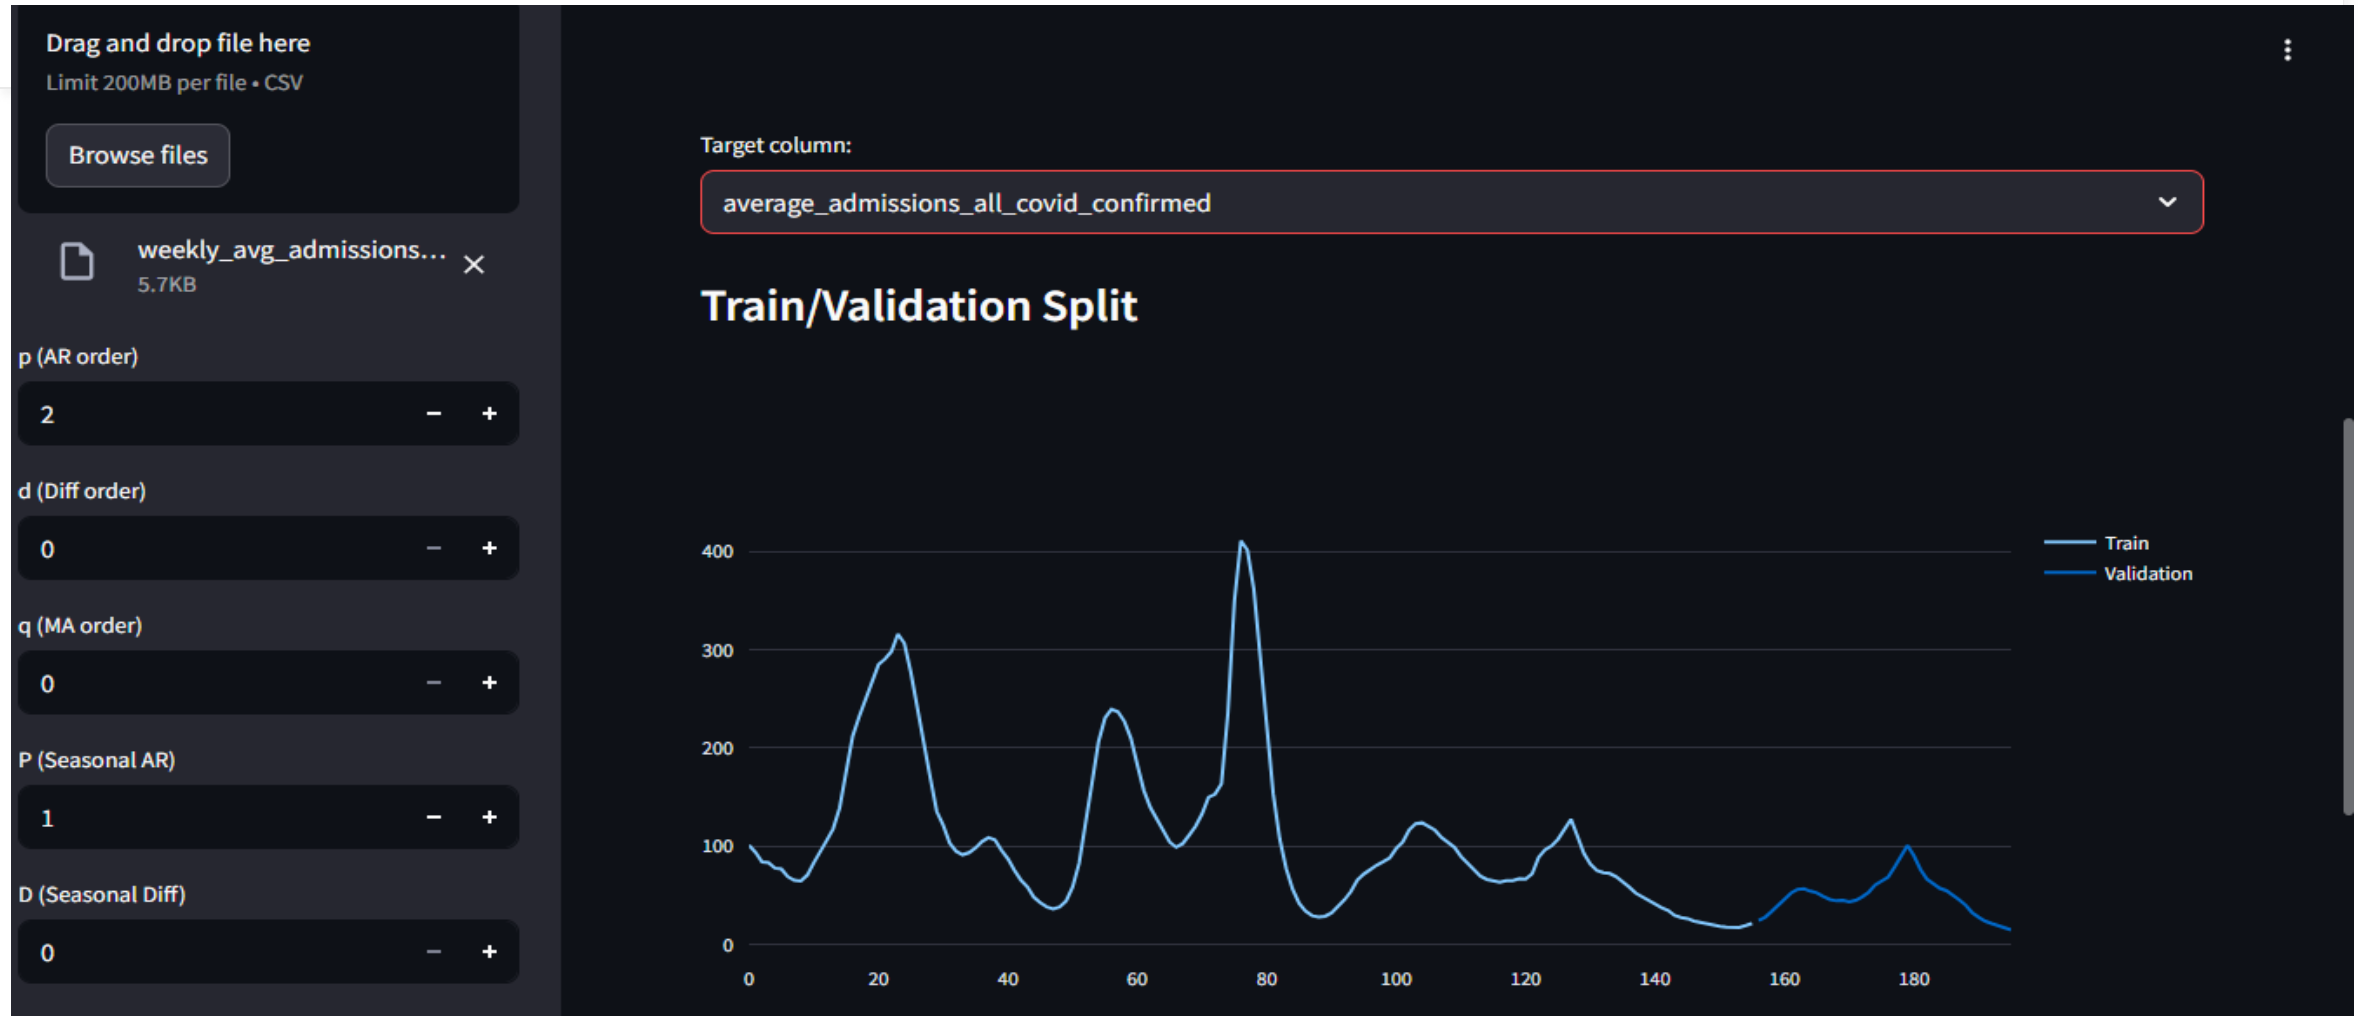 Drag and drop file here
Limit 200MB per file • CSV
Browse files
weekly_avg_admissions...
5.7KB
p (AR order)
2
d (Diff order)
0
q (MA order)
0
P (Seasonal AR)
1
D (Seasonal Diff)
0
Target column:
average_admissions_all_covid_confirmed
Train/Validation Split
400
300
200
100
0
0 20 40 60 80 100 120 140 160 180
Train
Validation